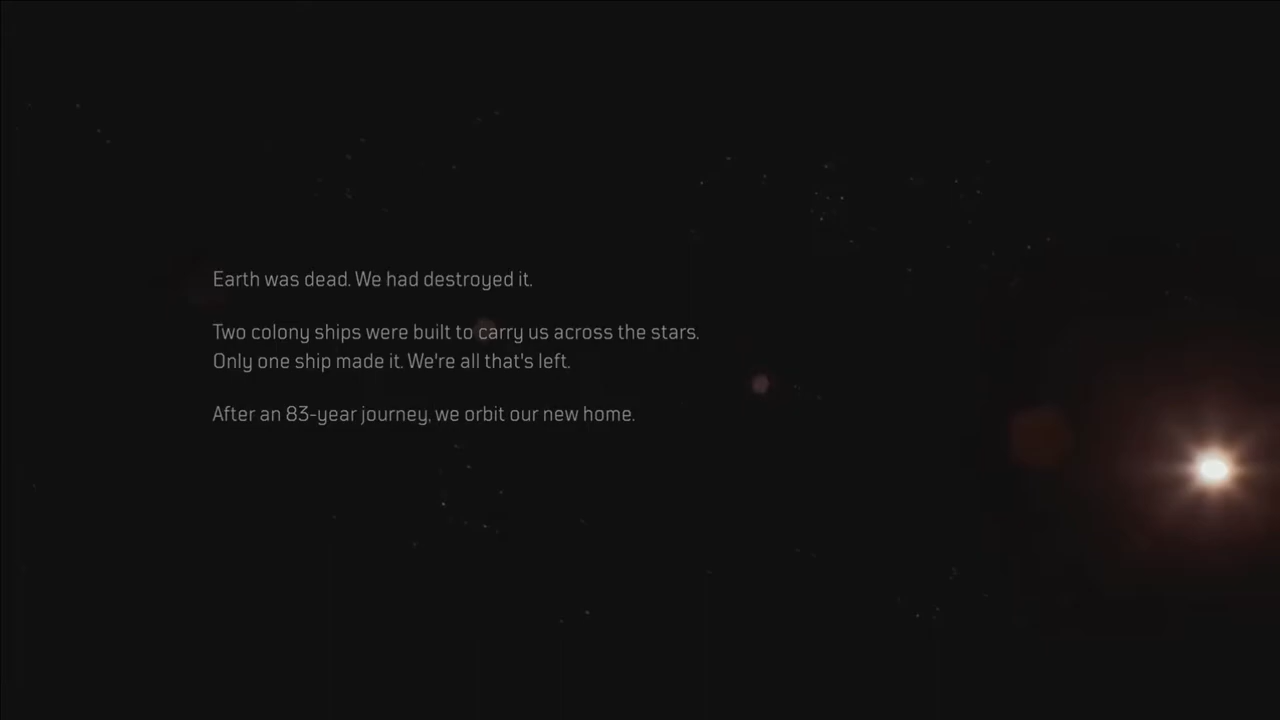 Earth was dead. We had destroyed it.
Two colony ships were built to carry us across the stars.
Only one ship made it. We're all that's left.
After an 83-year journey, we orbit our new home.